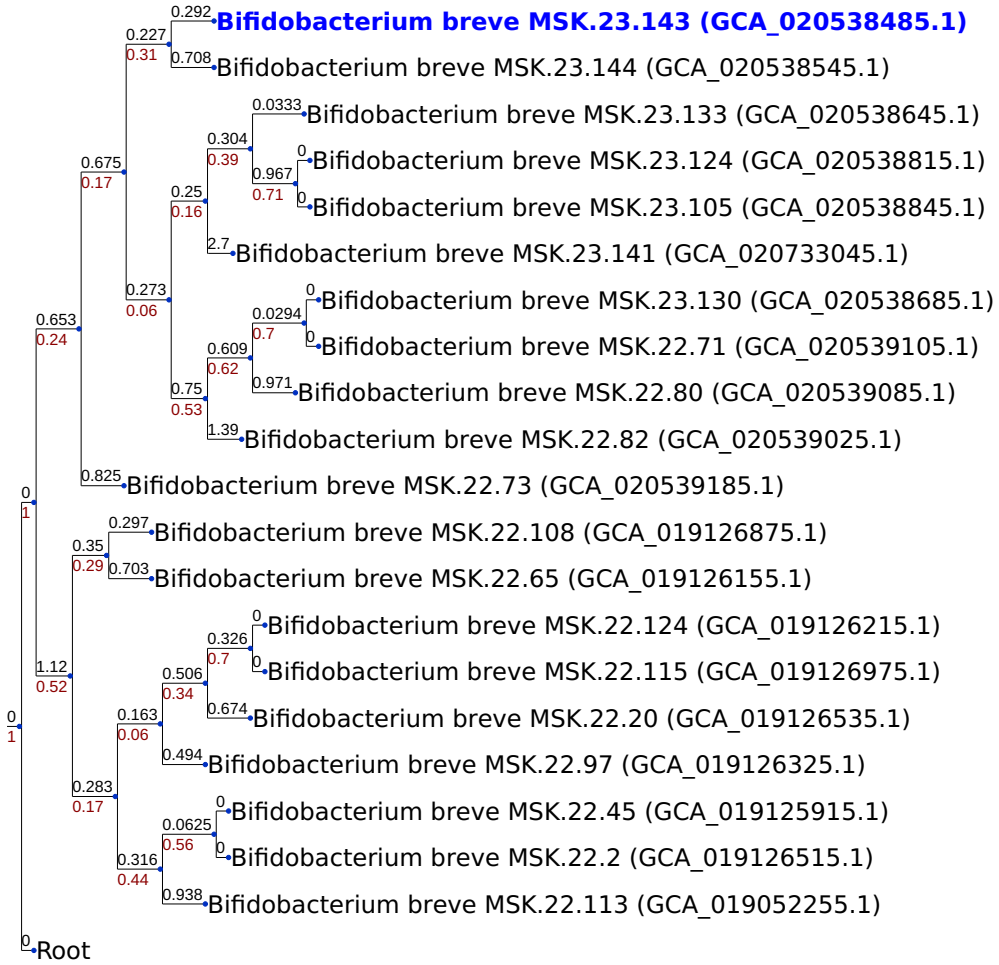 0.292
Bifidobacterium breve MSK.23.143 (GCA_020538485.1)
0.227
0.31
0.708
Bifidobacterium breve MSK.23.144 (GCA_020538545.1)
0.0333
Bifidobacterium breve MSK.23.133 (GCA_020538645.1)
0.304
0.39
0
Bifidobacterium breve MSK.23.124 (GCA_020538815.1)
0.675
0.17
0.967
0.71
0.25
0.16
0
Bifidobacterium breve MSK.23.105 (GCA_020538845.1)
2.7
Bifidobacterium breve MSK.23.141 (GCA_020733045.1)
0.273
0.06
0
Bifidobacterium breve MSK.23.130 (GCA_020538685.1)
0.653
0.24
0.0294
0.7
0
Bifidobacterium breve MSK.22.71 (GCA_020539105.1)
0.609
0.62
0.75
0.53
0.971
Bifidobacterium breve MSK.22.80 (GCA_020539085.1)
1.39
Bifidobacterium breve MSK.22.82 (GCA_020539025.1)
0.825
Bifidobacterium breve MSK.22.73 (GCA_020539185.1)
0
1
0.297
Bifidobacterium breve MSK.22.108 (GCA_019126875.1)
0.35
0.29
0.703
Bifidobacterium breve MSK.22.65 (GCA_019126155.1)
0
Bifidobacterium breve MSK.22.124 (GCA_019126215.1)
0.326
0.7
1.12
0.52
0
Bifidobacterium breve MSK.22.115 (GCA_019126975.1)
0.506
0.34
0.674
Bifidobacterium breve MSK.22.20 (GCA_019126535.1)
0
1
0.163
0.06
0.494
Bifidobacterium breve MSK.22.97 (GCA_019126325.1)
0.283
0.17
0
Bifidobacterium breve MSK.22.45 (GCA_019125915.1)
0.0625
0.56
0
Bifidobacterium breve MSK.22.2 (GCA_019126515.1)
0.316
0.44
0.938
Bifidobacterium breve MSK.22.113 (GCA_019052255.1)
0
Root